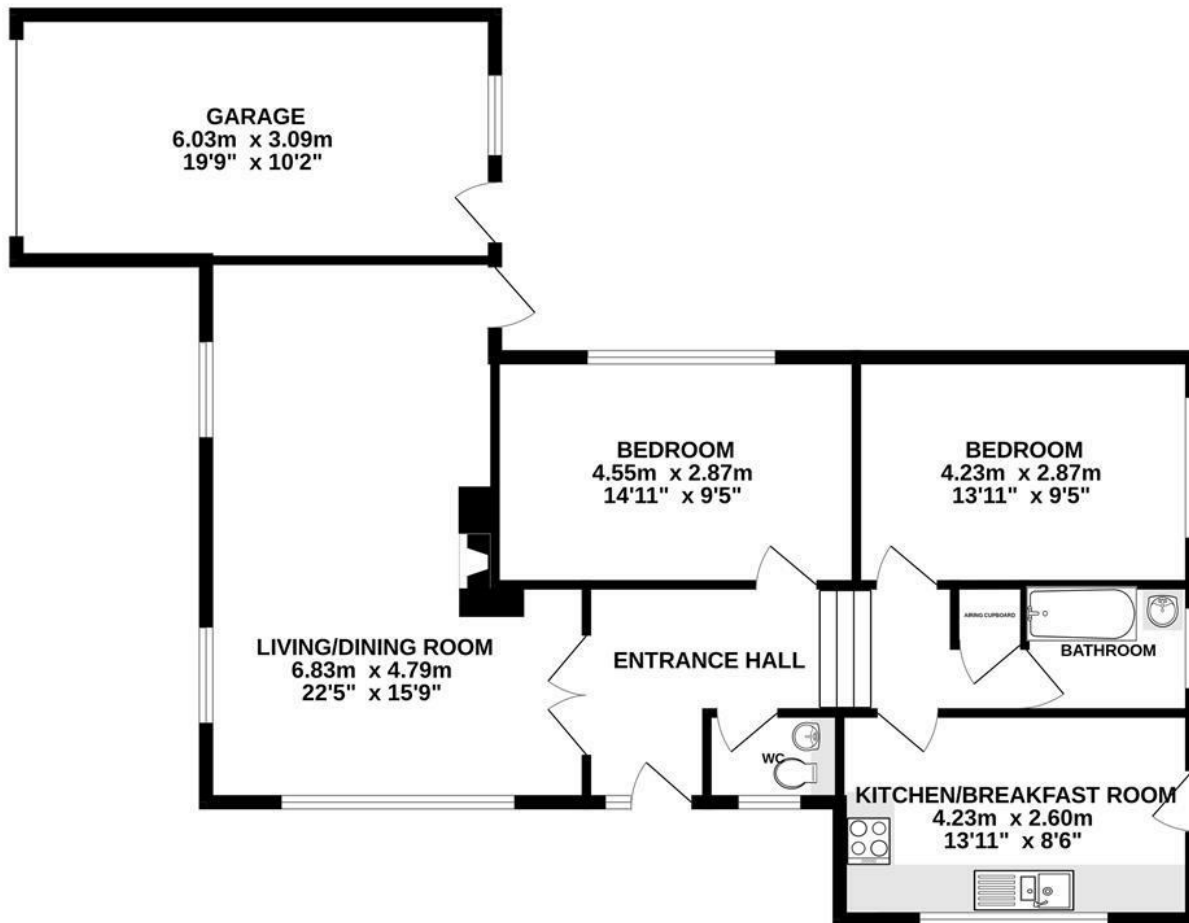 GARAGE
6.03m x 3.09m
19'9" x 10'2"
BEDROOM
4.55m x 2.87m
14'11" x 9'5"
BEDROOM
4.23m x 2.87m
13'11" x 9'5"
LIVING/DINING ROOM
6.83m x 4.79m
22'5" x 15'9"
ENTRANCE HALL
AIRING CUPBOARD
BATHROOM
WC
KITCHEN/BREAKFAST ROOM
4.23m x 2.60m
13'11" x 8'6"